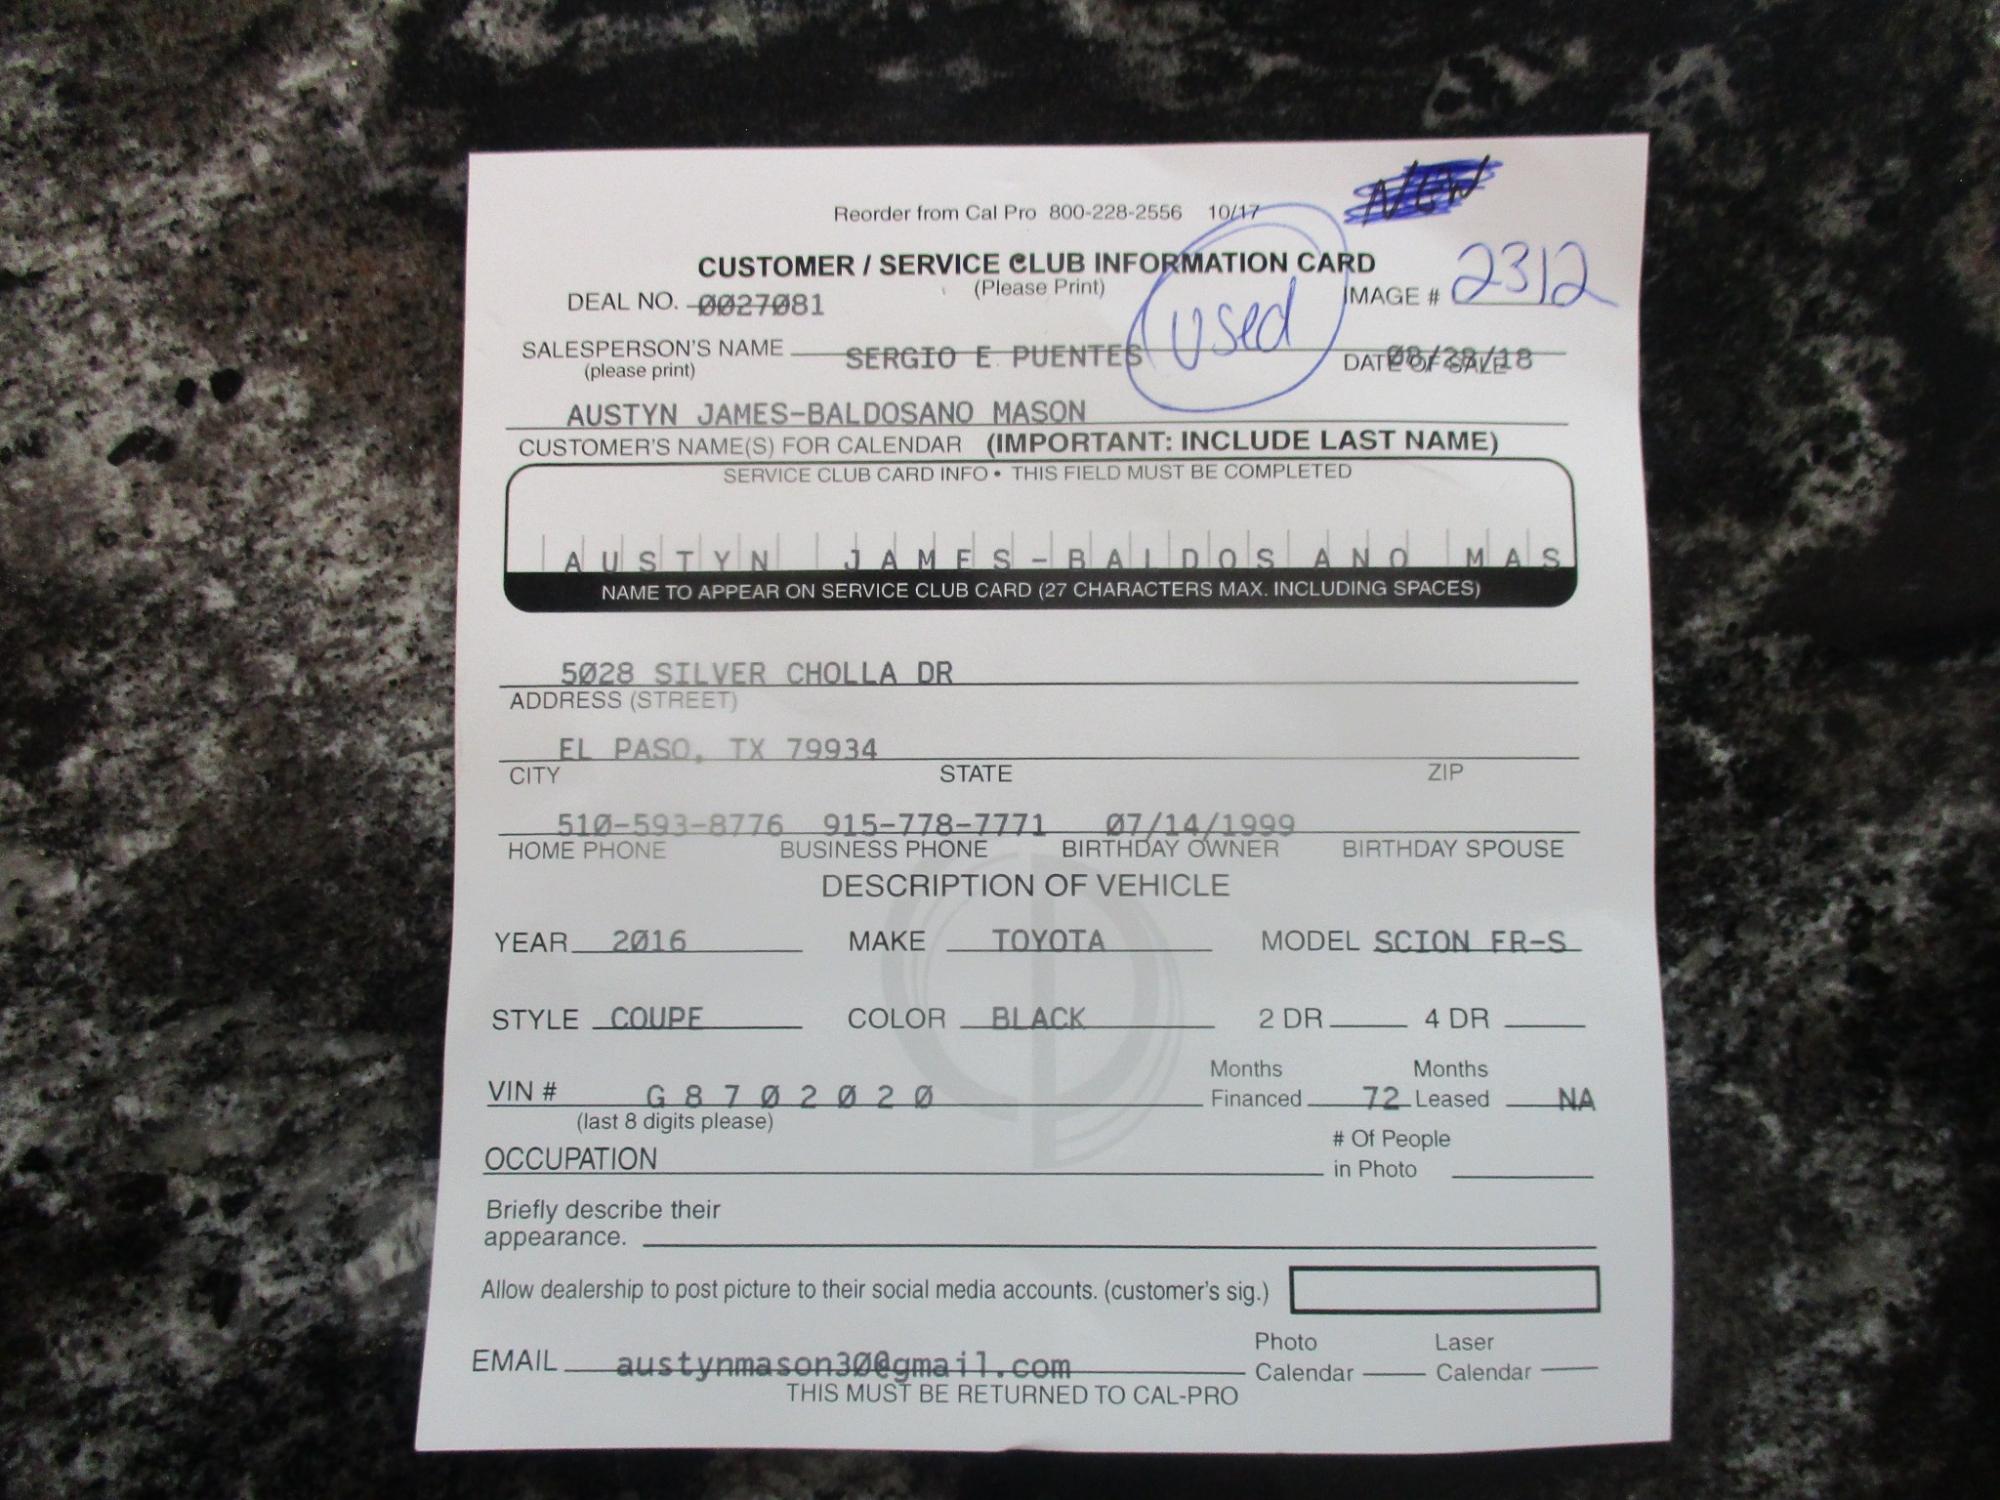 NEW
Reorder from Cal Pro 800-228-2556 10/17
CUSTOMER / SERVICE CLUB INFORMATION CARD
(Please Print)
DEAL NO. 0027081
used
IMAGE # 2312
SALESPERSON'S NAME SERGIO E PUENTES
(please print)
DATE OF SALE 08/28/18
AUSTYN JAMES-BALDOSANO MASON
CUSTOMER'S NAME(S) FOR CALENDAR (IMPORTANT: INCLUDE LAST NAME)
SERVICE CLUB CARD INFO • THIS FIELD MUST BE COMPLETED
AUSTYN JAMES-BALDOSANO MAS
NAME TO APPEAR ON SERVICE CLUB CARD (27 CHARACTERS MAX. INCLUDING SPACES)
5028 SILVER CHOLLA DR
ADDRESS (STREET)
EL PASO, TX 79934
CITY STATE ZIP
510-593-8776 915-778-7771 07/14/1999
HOME PHONE BUSINESS PHONE BIRTHDAY OWNER BIRTHDAY SPOUSE
DESCRIPTION OF VEHICLE
YEAR 2016 MAKE TOYOTA MODEL SCION FR-S
STYLE COUPE COLOR BLACK 2 DR 4 DR
VIN # G8702020 Months Financed 72 Months Leased NA
(last 8 digits please)
OCCUPATION # Of People in Photo
Briefly describe their
appearance.
Allow dealership to post picture to their social media accounts. (customer's sig.)
EMAIL austynmason30@gmail.com Photo Calendar Laser Calendar
THIS MUST BE RETURNED TO CAL-PRO